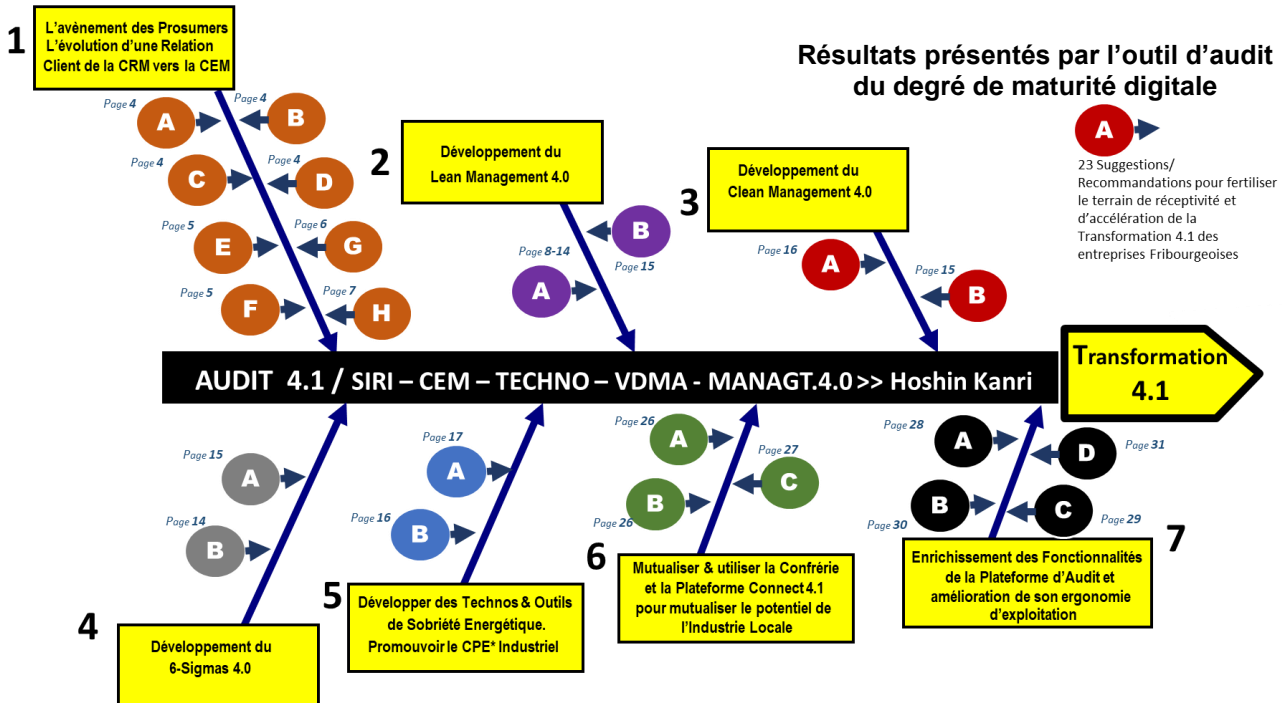 1
L'avènement des Prosumers
L'évolution d'une Relation
Client de la CRM vers la CEM
Résultats présentés par l'outil d'audit
du degré de maturité digitale
A
23 Suggestions/
Recommandations pour fertiliser
le terrain de réceptivité et
d'accélération de la
Transformation 4.1 des
entreprises Fribourgeoises
Page 4
A
Page 4
B
Page 4
C
Page 4
D
Page 5
E
Page 6
G
Page 5
F
Page 7
H
2
Développement du
Lean Management 4.0
B
Page 15
Page 8-14
A
3
Développement du
Clean Management 4.0
Page 16
A
Page 15
B
AUDIT 4.1 / SIRI – CEM – TECHNO – VDMA - MANAGT.4.0 >> Hoshin Kanri
Transformation
4.1
Page 15
A
Page 14
B
4
Développement du
6-Sigmas 4.0
Page 17
A
Page 16
B
5
Développer des Technos & Outils
de Sobriété Energétique.
Promouvoir le CPE* Industriel
Page 26
A
Page 27
C
B
Page 26
6
Mutualiser & utiliser la Confrérie
et la Plateforme Connect 4.1
pour mutualiser le potentiel de
l'Industrie Locale
Page 28
A
D
Page 31
B
Page 30
C
Page 29
7
Enrichissement des Fonctionnalités
de la Plateforme d'Audit et
amélioration de son ergonomie
d'exploitation